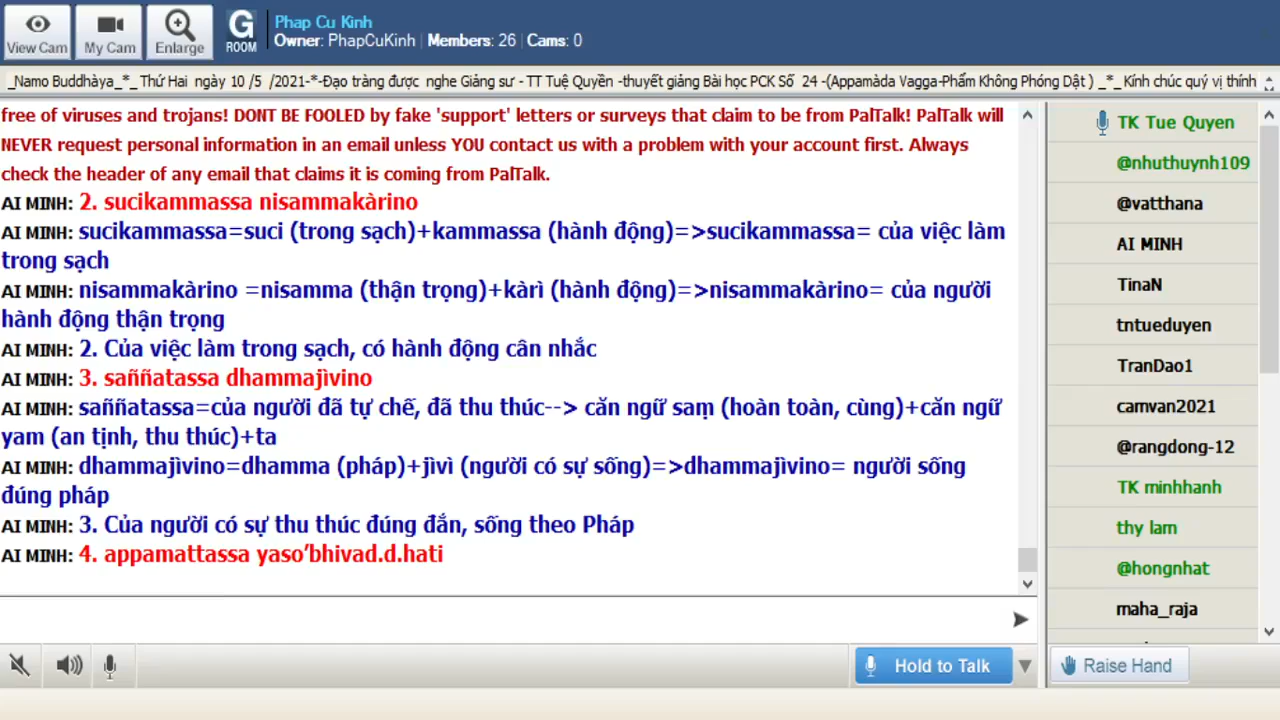 View Cam
My Cam
Enlarge
G
ROOM
Phap Cu Kinh
Owner: PhapCuKinh | Members: 26 | Cams: 0
_Namo Buddhàya_*_ Thứ Hai ngày 10 /5 /2021-*-Đạo tràng được nghe Giảng sư - TT Tuệ Quyền -thuyết giảng Bài học PCK Số 24 -(Appamàda Vagga-Phẩm Không Phóng Dật ) _*_ Kính chúc quý vị thính
free of viruses and trojans! DONT BE FOOLED by fake 'support' letters or surveys that claim to be from PalTalk! PalTalk will
NEVER request personal information in an email unless YOU contact us with a problem with your account first. Always
check the header of any email that claims it is coming from PalTalk.
AI MINH: 2. sucikammassa nisammakàrino
AI MINH: sucikammassa=suci (trong sạch)+kammassa (hành động)=>sucikammassa= của việc làm
trong sạch
AI MINH: nisammakàrino =nisamma (thận trọng)+kàrì (hành động)=>nisammakàrino= của người
hành động thận trọng
AI MINH: 2. Của việc làm trong sạch, có hành động cân nhắc
AI MINH: 3. saññatassa dhammajìvino
AI MINH: saññatassa=của người đã tự chế, đã thu thúc--> căn ngữ saṃ (hoàn toàn, cùng)+căn ngữ
yam (an tịnh, thu thúc)+ta
AI MINH: dhammajìvino=dhamma (pháp)+jìvì (người có sự sống)=>dhammajìvino= người sống
đúng pháp
AI MINH: 3. Của người có sự thu thúc đúng đắn, sống theo Pháp
AI MINH: 4. appamattassa yaso’bhivad.d.hati
TK Tue Quyen
@nhuthuynh109
@vatthana
AI MINH
TinaN
tntueduyen
TranDao1
camvan2021
@rangdong-12
TK minhhanh
thy lam
@hongnhat
maha_raja
Hold to Talk
Raise Hand